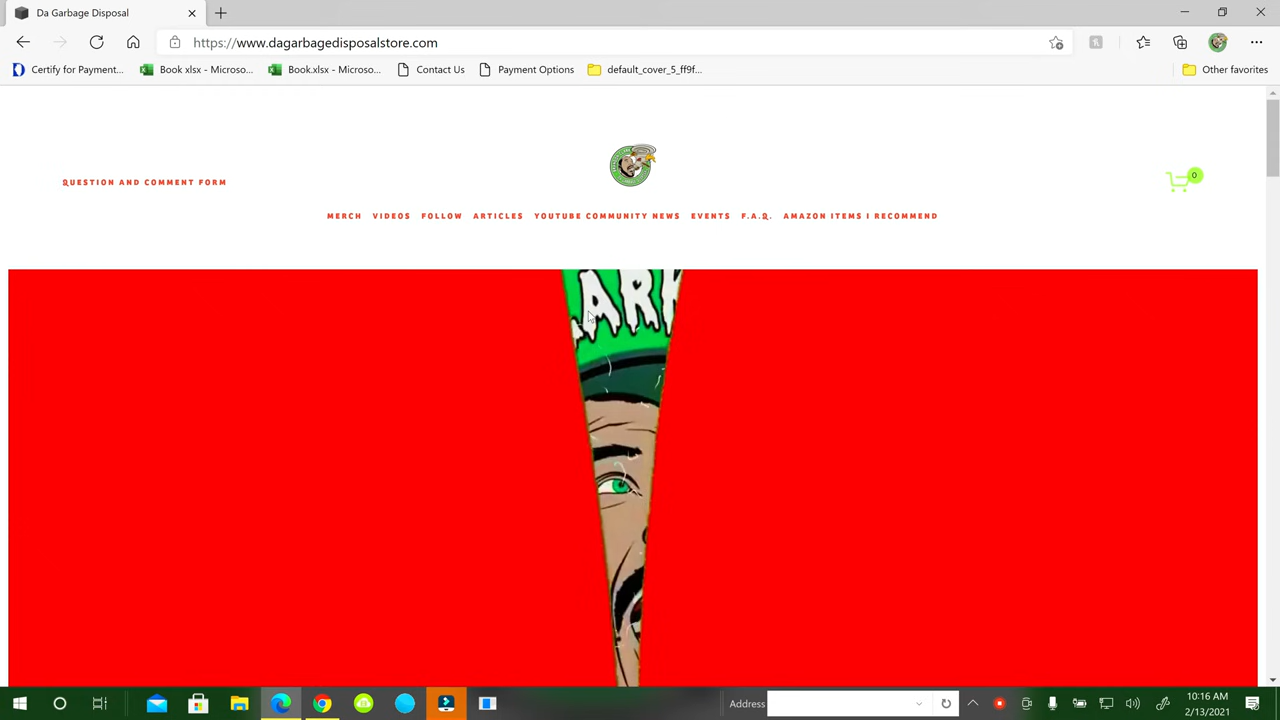 Da Garbage Disposal
https://www.dagarbagedisposalstore.com
Certify for Payment... Book xlsx - Microso... Book.xlsx - Microso... Contact Us Payment Options default_cover_5_ff9f... Other favorites
QUESTION AND COMMENT FORM
0
MERCH VIDEOS FOLLOW ARTICLES YOUTUBE COMMUNITY NEWS EVENTS F.A.Q. AMAZON ITEMS I RECOMMEND
Address
10:16 AM
2/13/2021